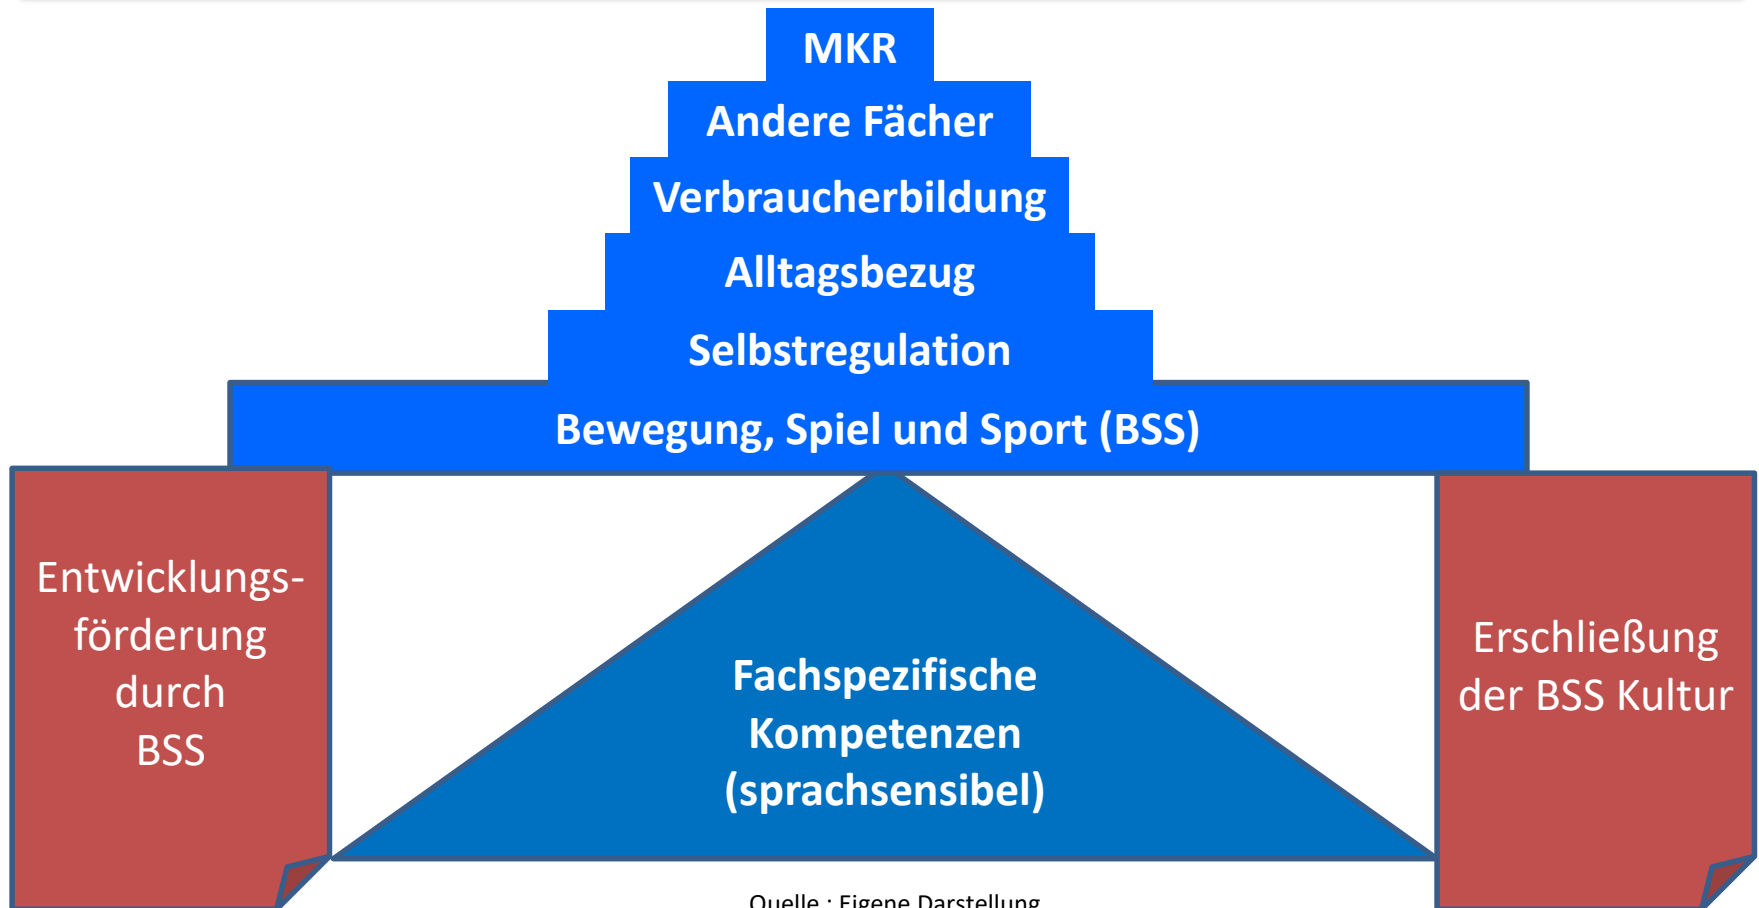 MKR
Andere Fächer
Verbraucherbildung
Alltagsbezug
Selbstregulation
Bewegung, Spiel und Sport (BSS)
Entwicklungs-
förderung
durch
BSS
Fachspezifische
Kompetenzen
(sprachsensibel)
Erschließung
der BSS Kultur
Quelle : Eigene Darstellung